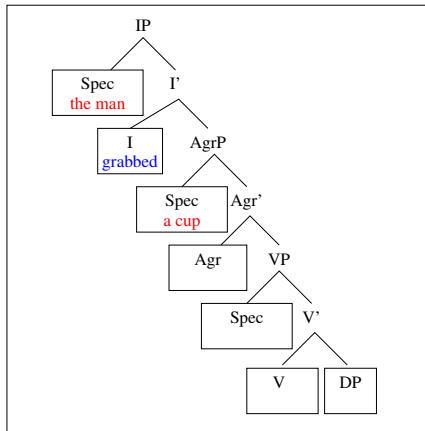 IP
Spec
the man
I'
I
grabbed
AgrP
Spec
a cup
Agr'
Agr
VP
Spec
V'
V
DP